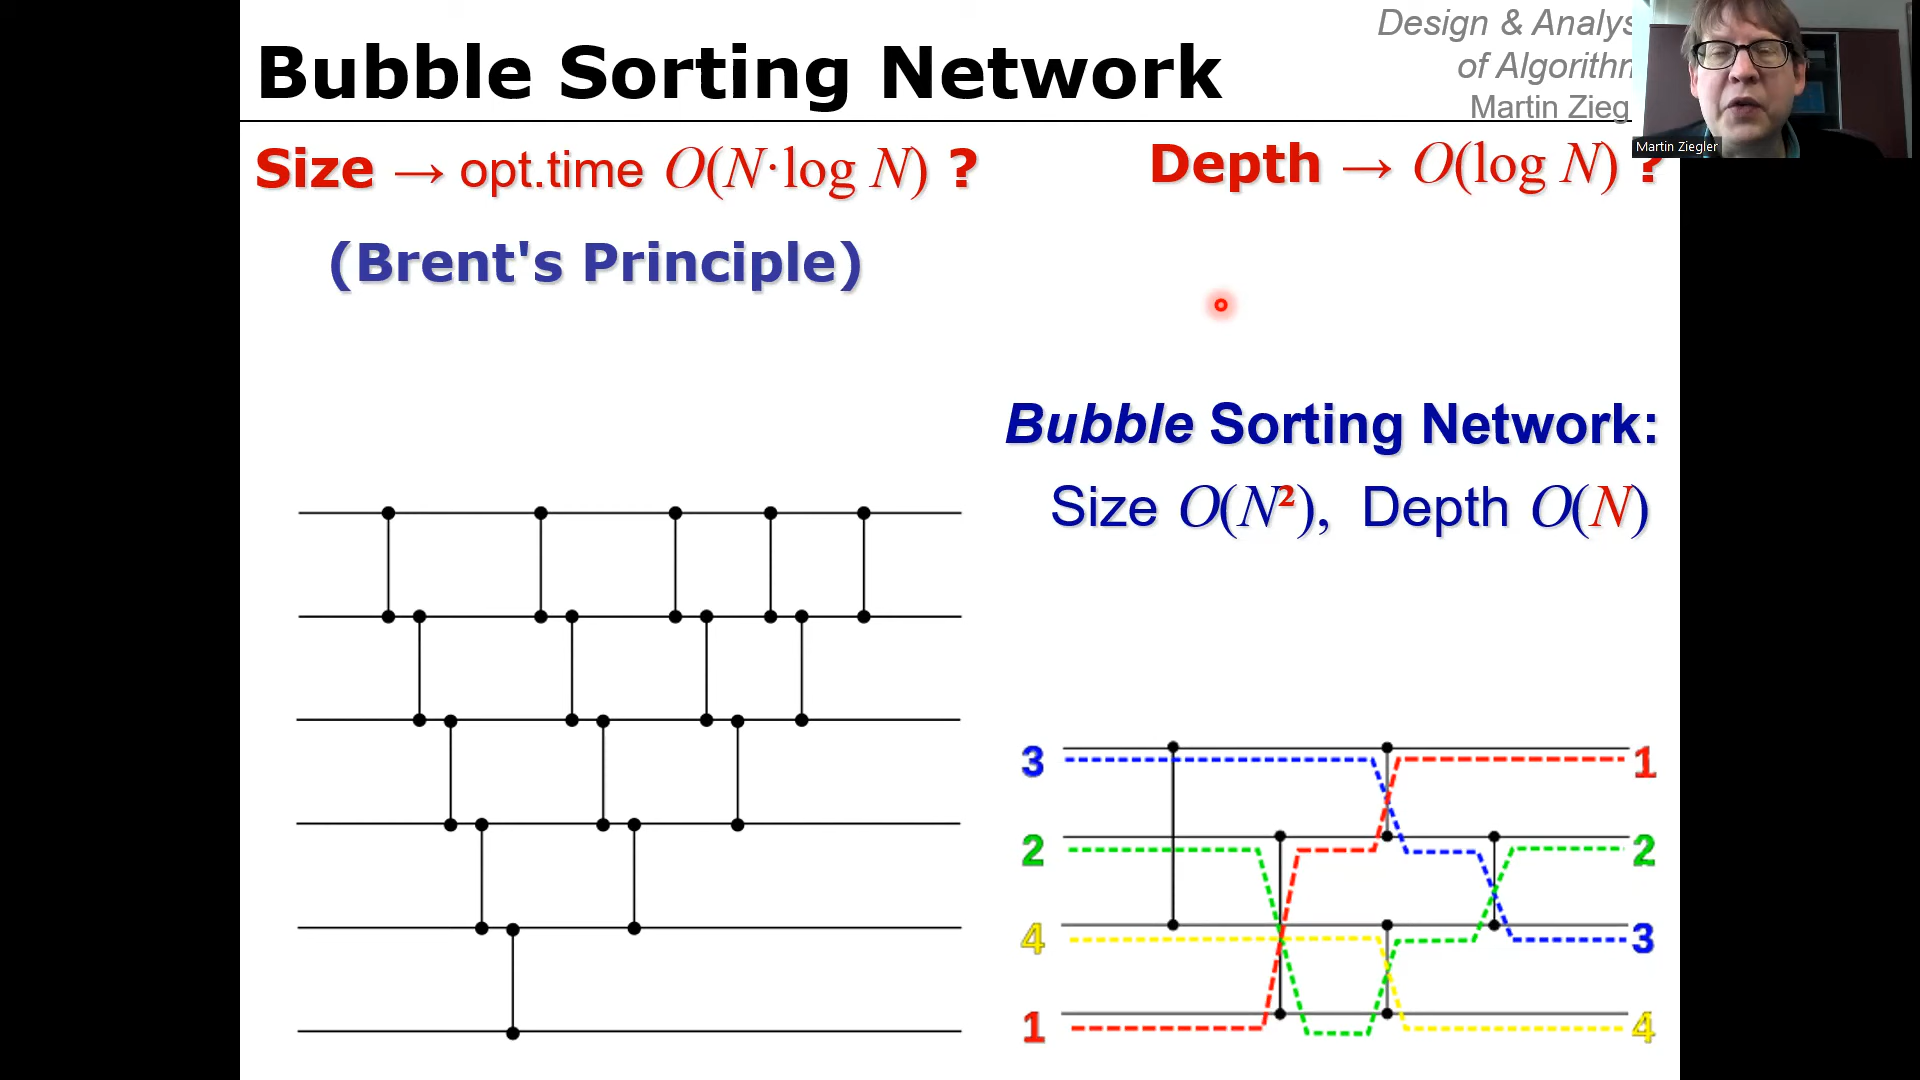 Bubble Sorting Network
Design & Analys
of Algorithm
Martin Zieg
Martin Ziegler
Size → opt.time O(N·log N) ?
Depth → O(log N) ?
(Brent's Principle)
Bubble Sorting Network:
Size O(N²), Depth O(N)
3 1
2 2
4 3
1 4